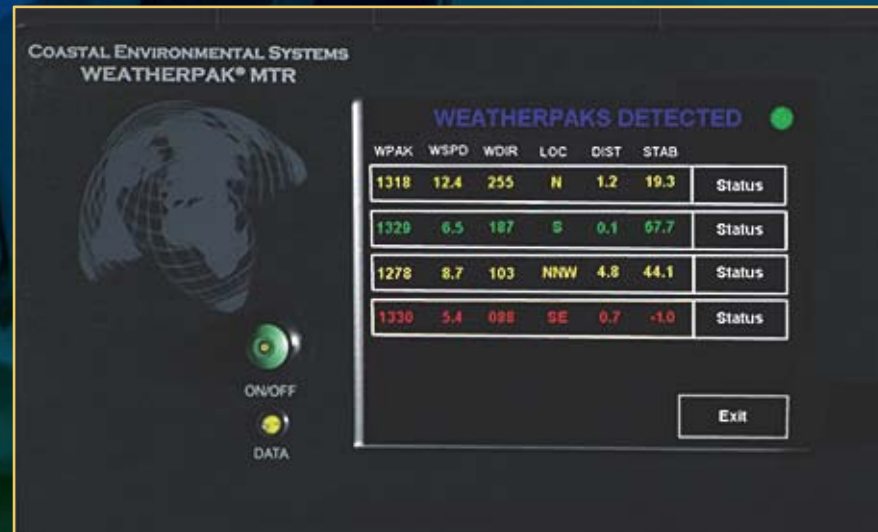 COASTAL ENVIRONMENTAL SYSTEMS
WEATHERPAK® MTR
WEATHERPAKS DETECTED
WPAK WSPD WDIR LOC DIST STAB
1318 12.4 255 N 1.2 19.3 Status
1329 6.5 187 S 0.1 67.7 Status
1278 8.7 103 NNW 4.8 44.1 Status
1330 5.4 088 SE 0.7 -1.0 Status
ON/OFF
DATA
Exit